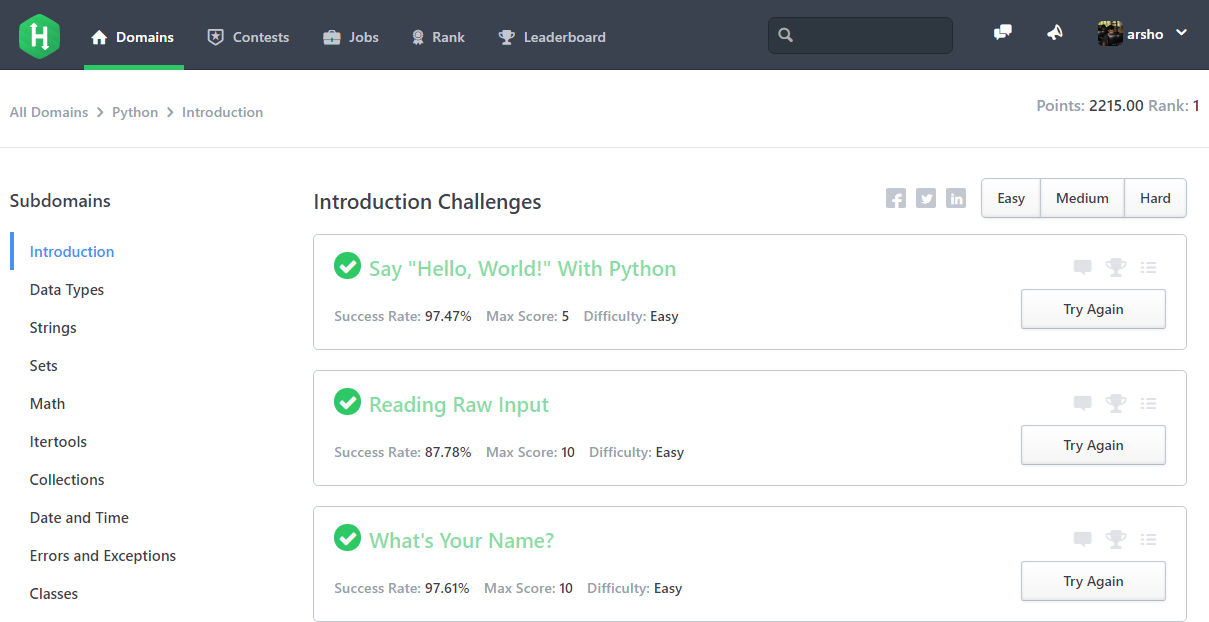 H Domains Contests Jobs Rank Leaderboard arsho
All Domains > Python > Introduction Points: 2215.00 Rank: 1
Subdomains
Introduction
Data Types
Strings
Sets
Math
Itertools
Collections
Date and Time
Errors and Exceptions
Classes
Introduction Challenges
f in Easy Medium Hard
Say "Hello, World!" With Python
Success Rate: 97.47% Max Score: 5 Difficulty: Easy
Try Again
Reading Raw Input
Success Rate: 87.78% Max Score: 10 Difficulty: Easy
Try Again
What's Your Name?
Success Rate: 97.61% Max Score: 10 Difficulty: Easy
Try Again